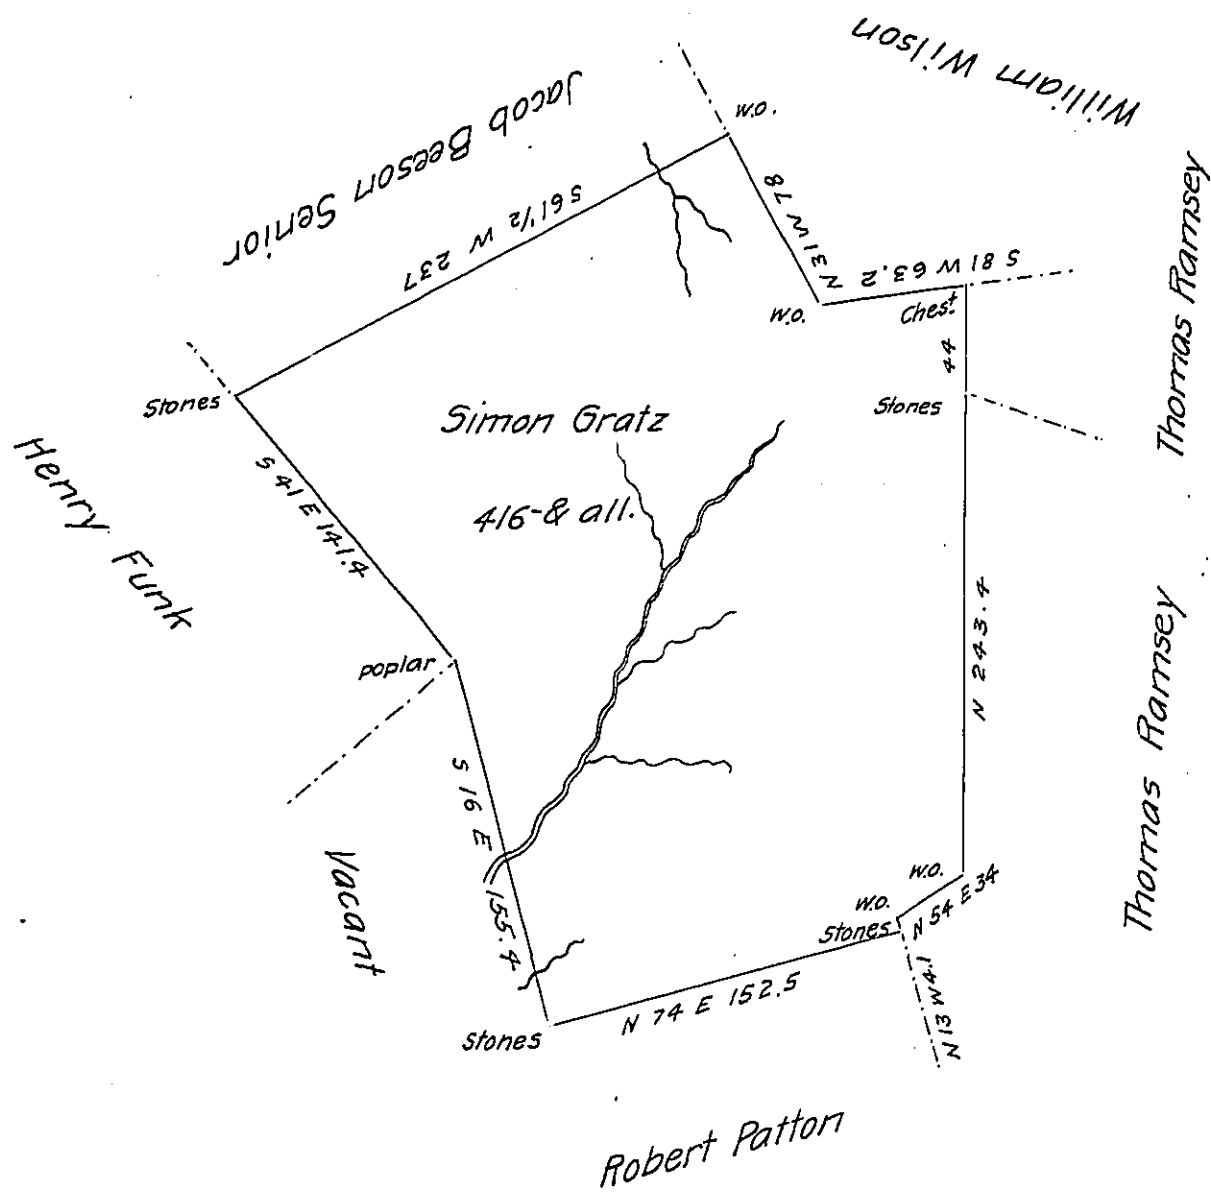 William Wilson
Jacob Beeson Senior
w.o.
S 61 1/2 W 237
N 31 W 78
S 81 W 63.2
w.o.
Chest.
Thomas Ramsey
44
Stones
Stones
Simon Gratz
416-& all.
Henry Funk
S 41 E 141.4
poplar
N 243.4
Thomas Ramsey
S 16 E 155.4
Vacant
w.o.
w.o.
N 54 E 34
Stones
N 13 W 4.1
N 74 E 152.5
Stones
Robert Patton